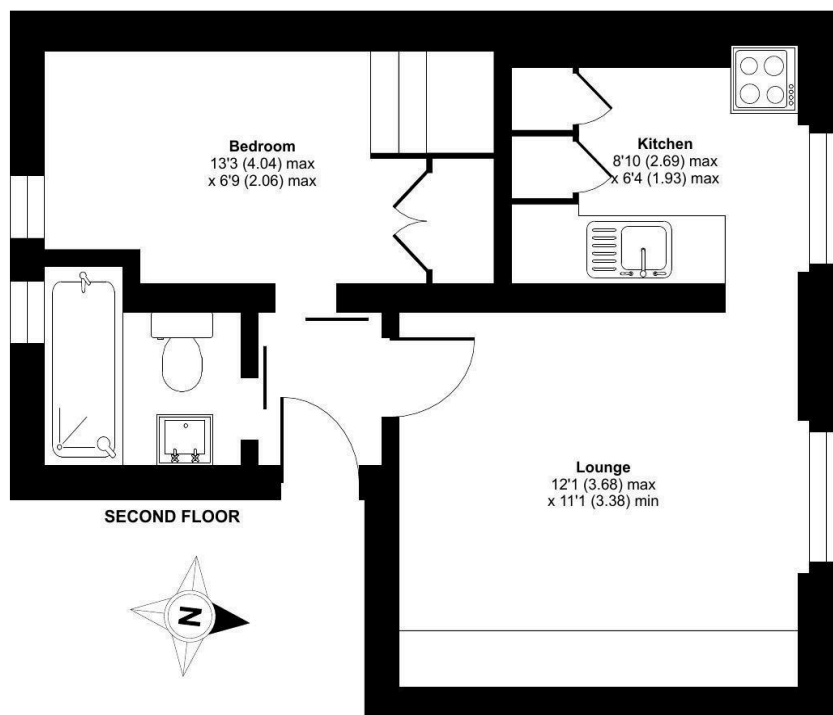 Bedroom
13'3 (4.04) max
x 6'9 (2.06) max
Kitchen
8'10 (2.69) max
x 6'4 (1.93) max
Lounge
12'1 (3.68) max
x 11'1 (3.38) min
SECOND FLOOR
N